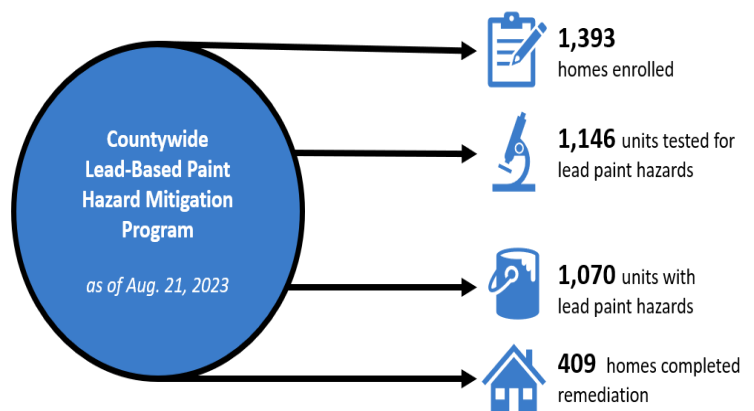 Countywide
Lead-Based Paint
Hazard Mitigation
Program
as of Aug. 21, 2023
1,393
homes enrolled
1,146 units tested for
lead paint hazards
1,070 units with
lead paint hazards
409 homes completed
remediation